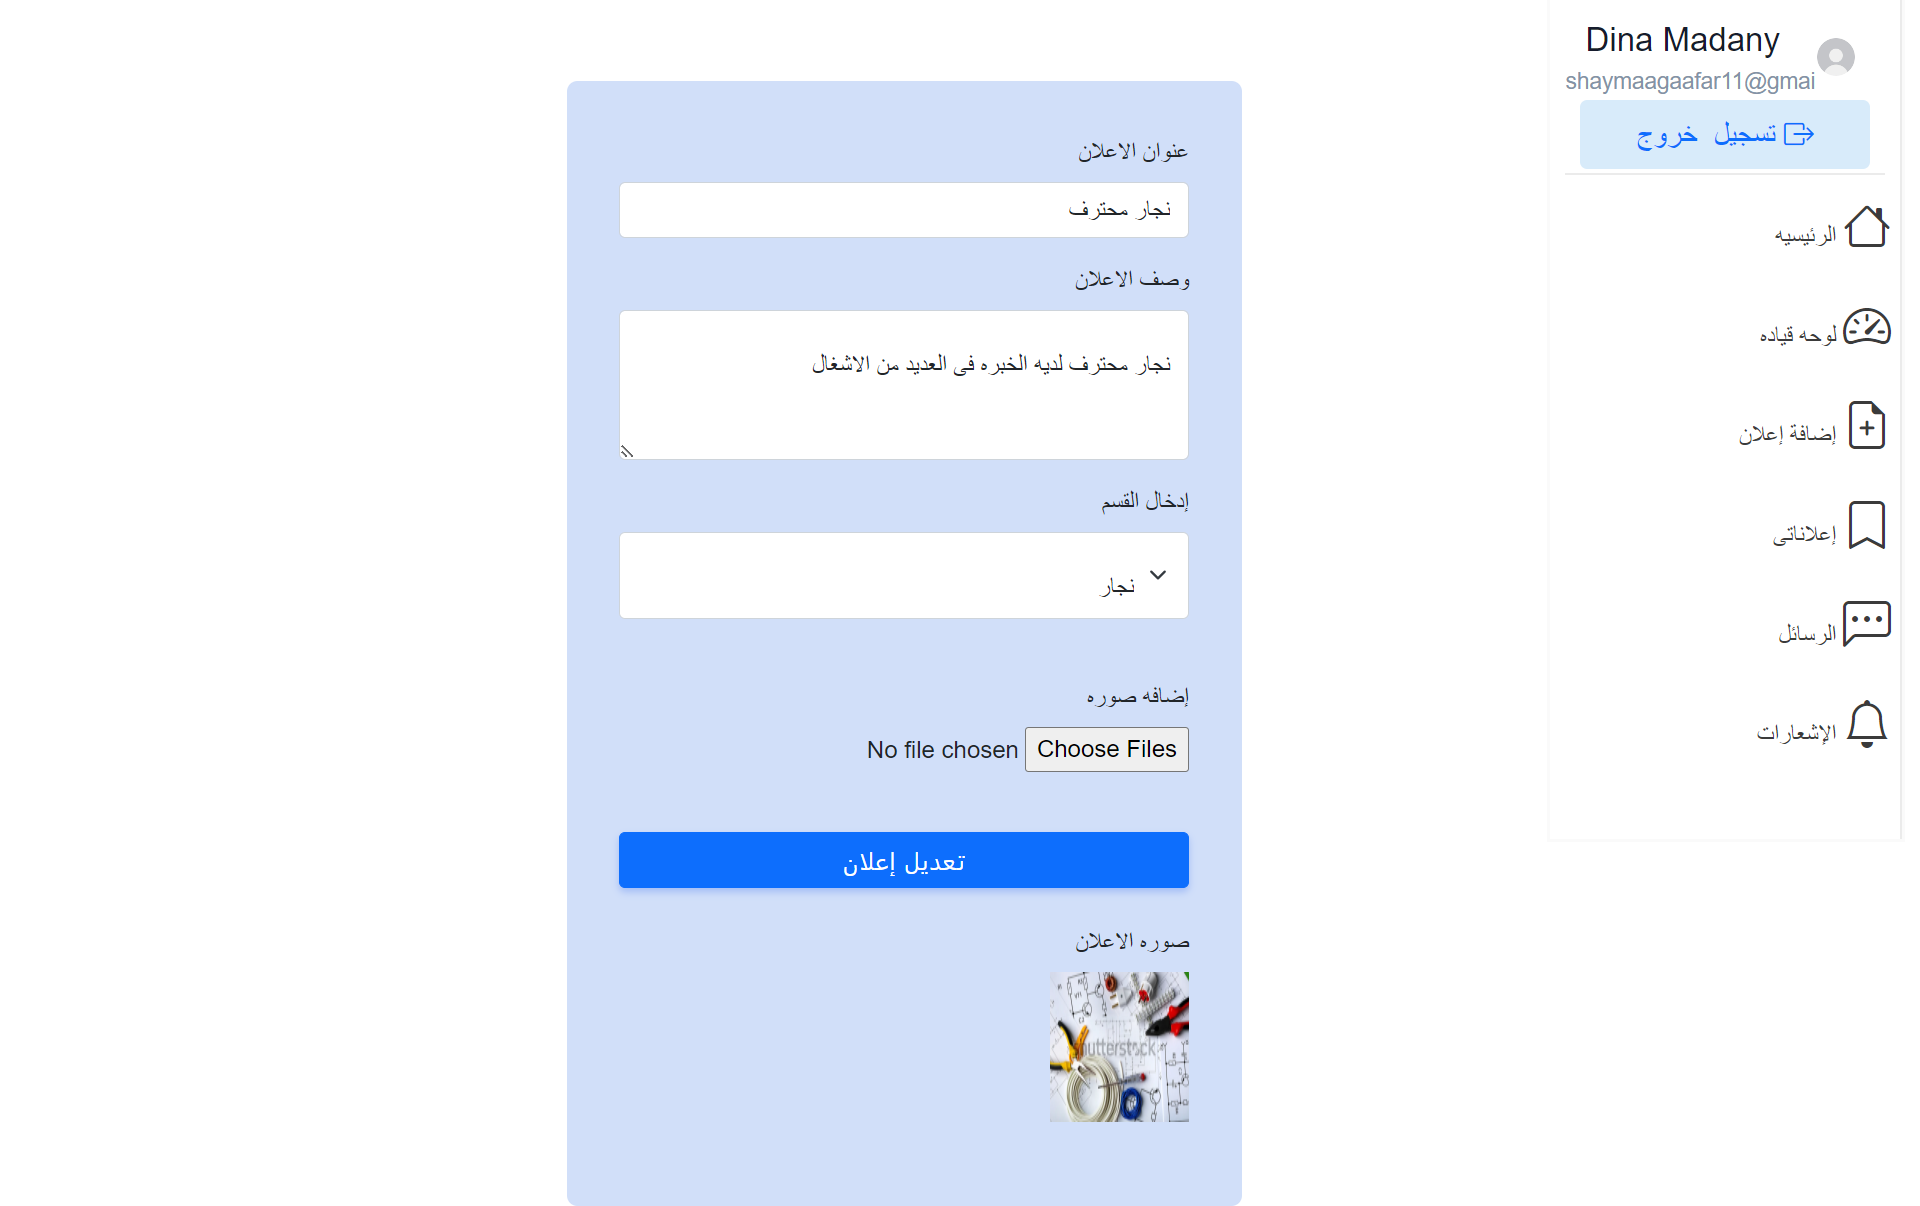 Dina Madany
shaymaagaafar11@gmai
تسجيل خروج
الرئيسيه
لوحه قياده
إضافة إعلان
إعلاناتى
الرسائل
الإشعارات
عنوان الاعلان
نجار محترف
وصف الاعلان
نجار محترف لديه الخبره فى العديد من الاشغال
إدخال القسم
نجار
إضافه صوره
Choose Files No file chosen
تعديل إعلان
صوره الاعلان